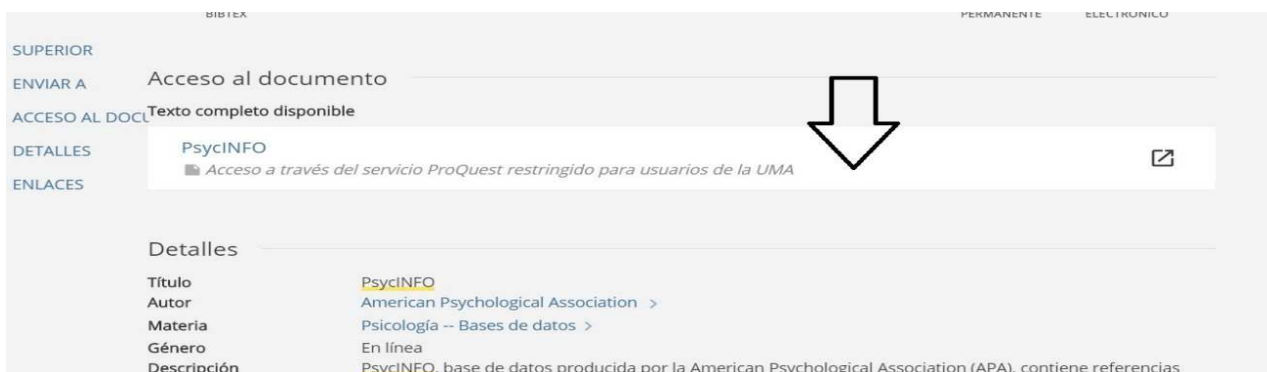 BIBTEX PERMANENTE ELECTRÓNICO
SUPERIOR
ENVIAR A
ACCESO AL DOCU
DETALLES
ENLACES
Acceso al documento
Texto completo disponible
PsycINFO
Acceso a través del servicio ProQuest restringido para usuarios de la UMA
Detalles
Título PsycINFO
Autor American Psychological Association >
Materia Psicología -- Bases de datos >
Género En línea
Descripción PsycINFO, base de datos producida por la American Psychological Association (APA), contiene referencias